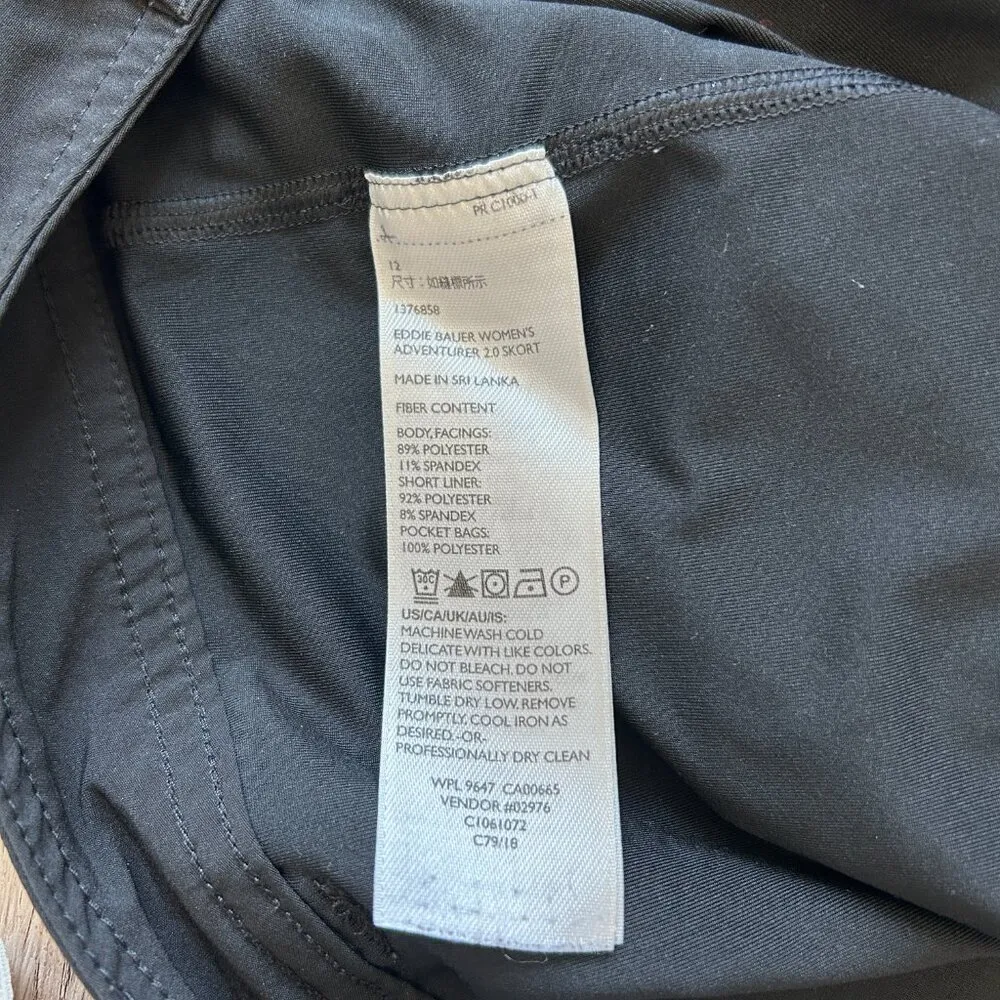 PR C1000-1
12
尺寸：如縫標所示
1376858
EDDIE BAUER WOMEN'S
ADVENTURER 2.0 SKORT
MADE IN SRI LANKA
FIBER CONTENT
BODY, FACINGS:
89% POLYESTER
11% SPANDEX
SHORT LINER:
92% POLYESTER
8% SPANDEX
POCKET BAGS:
100% POLYESTER
30C P
US/CA/UK/AU/IS:
MACHINE WASH COLD
DELICATE WITH LIKE COLORS.
DO NOT BLEACH. DO NOT
USE FABRIC SOFTENERS.
TUMBLE DRY LOW. REMOVE
PROMPTLY. COOL IRON AS
DESIRED. -OR-
PROFESSIONALLY DRY CLEAN
WPL 9647 CA00665
VENDOR #02976
C1061072
C79/18